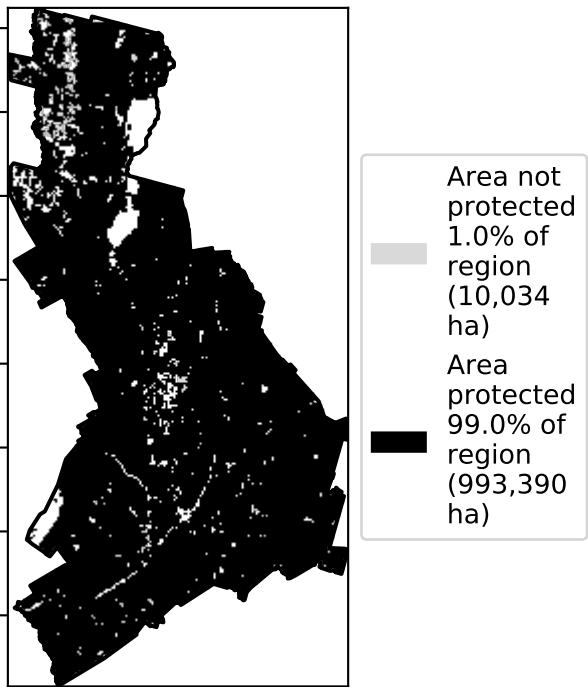 Area not
protected
1.0% of
region
(10,034
ha)
Area
protected
99.0% of
region
(993,390
ha)